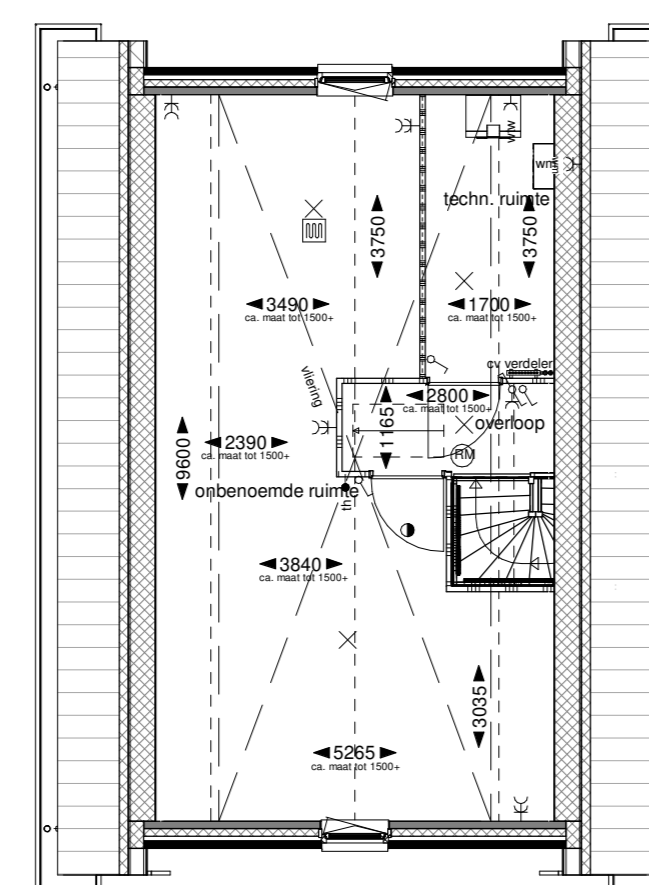 wtw
wm
techn. ruimte
3750
3750
3490
ca. maat tot 1500+
1700
ca. maat tot 1500+
cv verdeler
vliering
2800
ca. maat tot 1500+
1165
overloop
9600
2390
ca. maat tot 1500+
RM
onbenoemde ruimte
th
3840
ca. maat tot 1500+
3035
5265
ca. maat tot 1500+